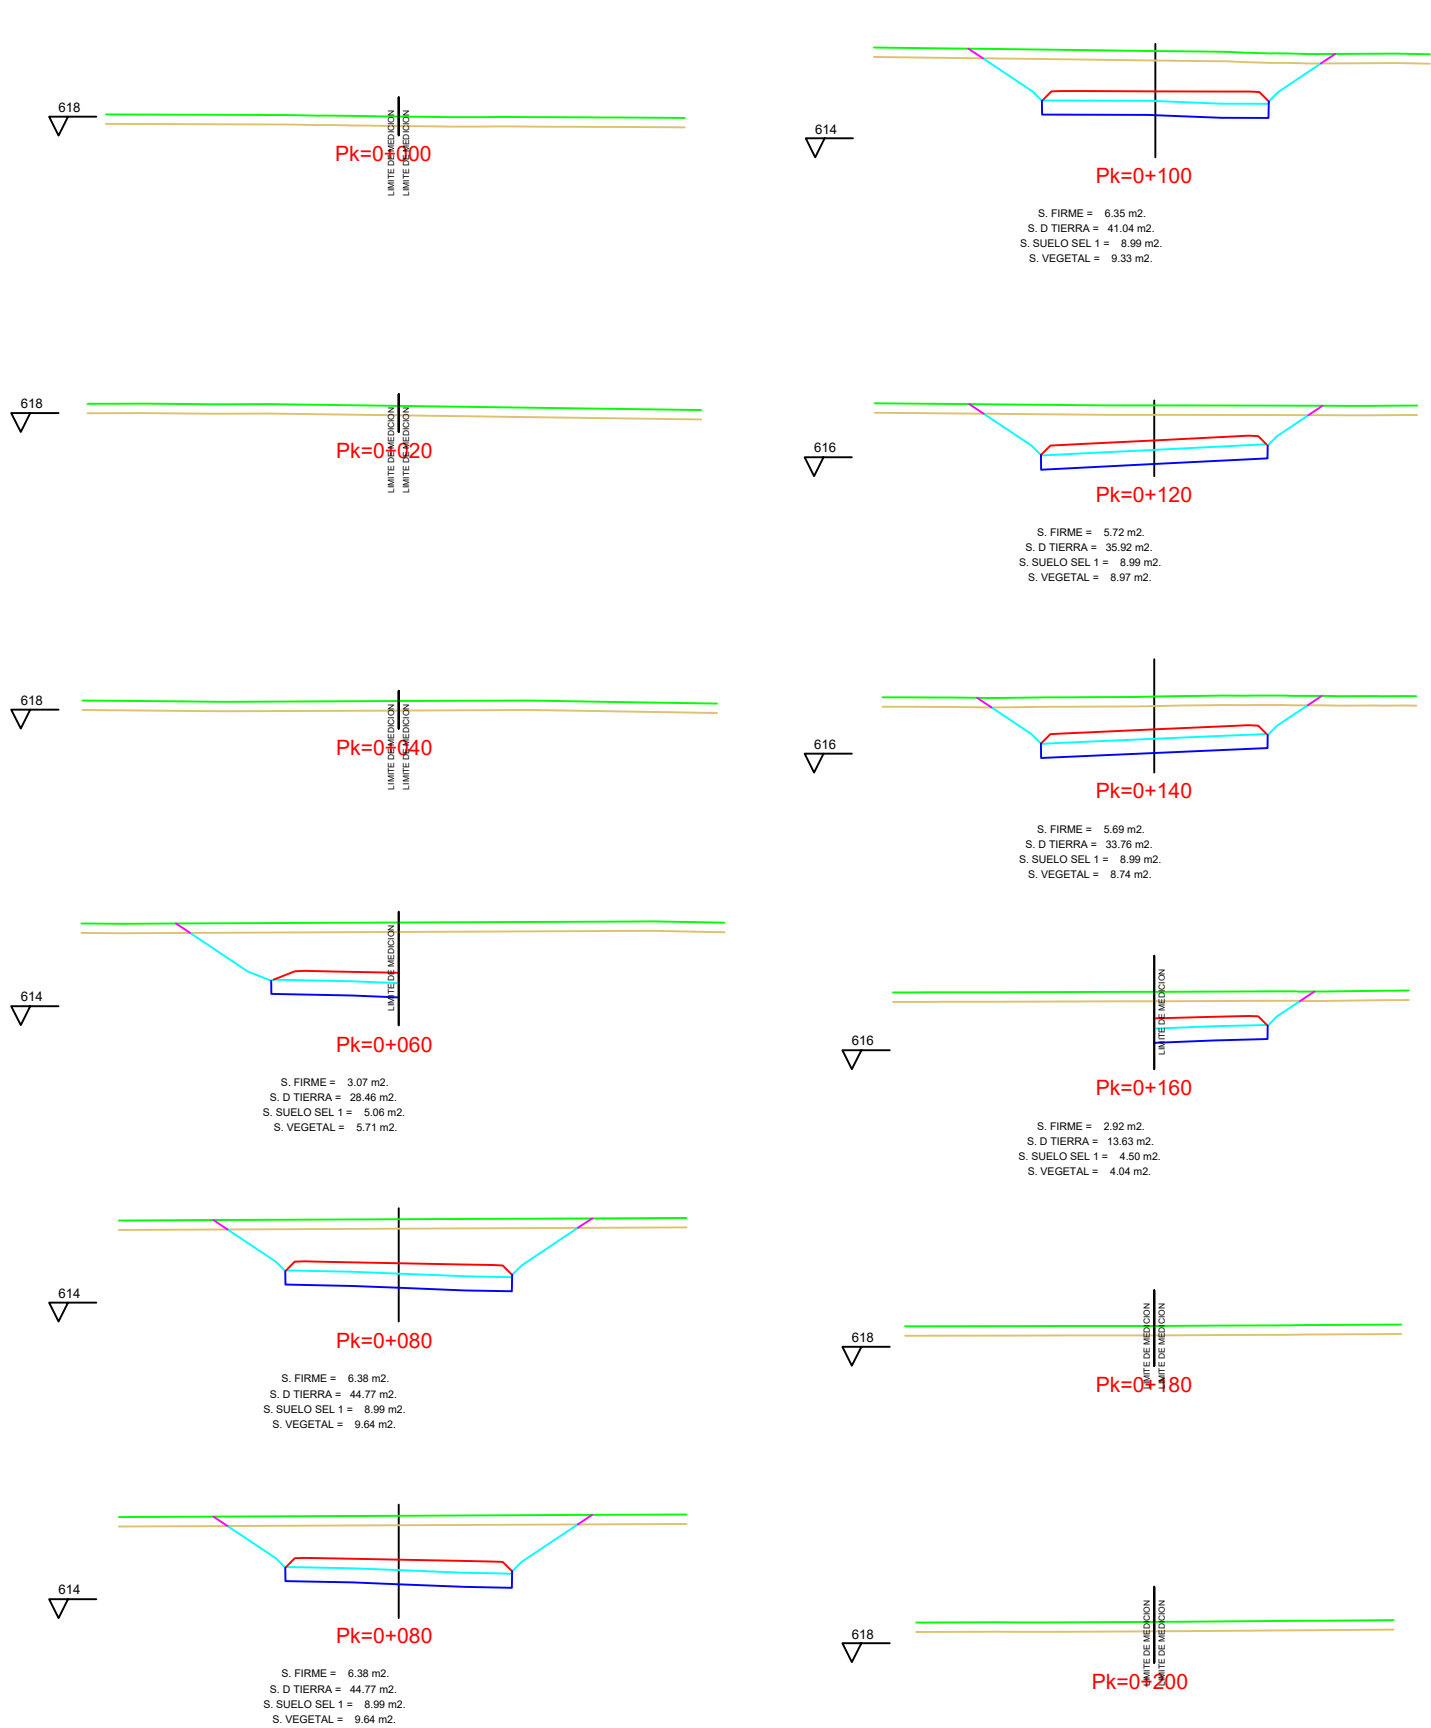 618
LIMITE DE MEDICION
LIMITE DE MEDICION
Pk=0+000
618
LIMITE DE MEDICION
LIMITE DE MEDICION
Pk=0+020
618
LIMITE DE MEDICION
LIMITE DE MEDICION
Pk=0+040
614
LIMITE DE MEDICION
Pk=0+060
S. FIRME = 3.07 m2.
S. D TIERRA = 28.46 m2.
S. SUELO SEL 1 = 5.06 m2.
S. VEGETAL = 5.71 m2.
614
Pk=0+080
S. FIRME = 6.38 m2.
S. D TIERRA = 44.77 m2.
S. SUELO SEL 1 = 8.99 m2.
S. VEGETAL = 9.64 m2.
614
Pk=0+080
S. FIRME = 6.38 m2.
S. D TIERRA = 44.77 m2.
S. SUELO SEL 1 = 8.99 m2.
S. VEGETAL = 9.64 m2.
614
Pk=0+100
S. FIRME = 6.35 m2.
S. D TIERRA = 41.04 m2.
S. SUELO SEL 1 = 8.99 m2.
S. VEGETAL = 9.33 m2.
616
Pk=0+120
S. FIRME = 5.72 m2.
S. D TIERRA = 35.92 m2.
S. SUELO SEL 1 = 8.99 m2.
S. VEGETAL = 8.97 m2.
616
Pk=0+140
S. FIRME = 5.69 m2.
S. D TIERRA = 33.76 m2.
S. SUELO SEL 1 = 8.99 m2.
S. VEGETAL = 8.74 m2.
616
LIMITE DE MEDICION
Pk=0+160
S. FIRME = 2.92 m2.
S. D TIERRA = 13.63 m2.
S. SUELO SEL 1 = 4.50 m2.
S. VEGETAL = 4.04 m2.
618
LIMITE DE MEDICION
LIMITE DE MEDICION
Pk=0+180
618
LIMITE DE MEDICION
LIMITE DE MEDICION
Pk=0+200